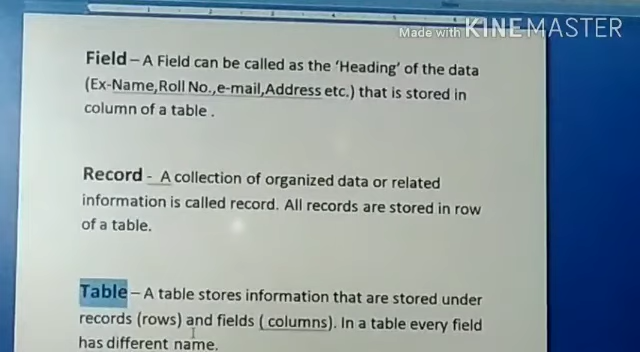 Made with KINEMASTER
Field – A Field can be called as the ‘Heading’ of the data
(Ex-Name,Roll No.,e-mail,Address etc.) that is stored in
column of a table .
Record - A collection of organized data or related
information is called record. All records are stored in row
of a table.
Table – A table stores information that are stored under
records (rows) and fields ( columns). In a table every field
has different name.